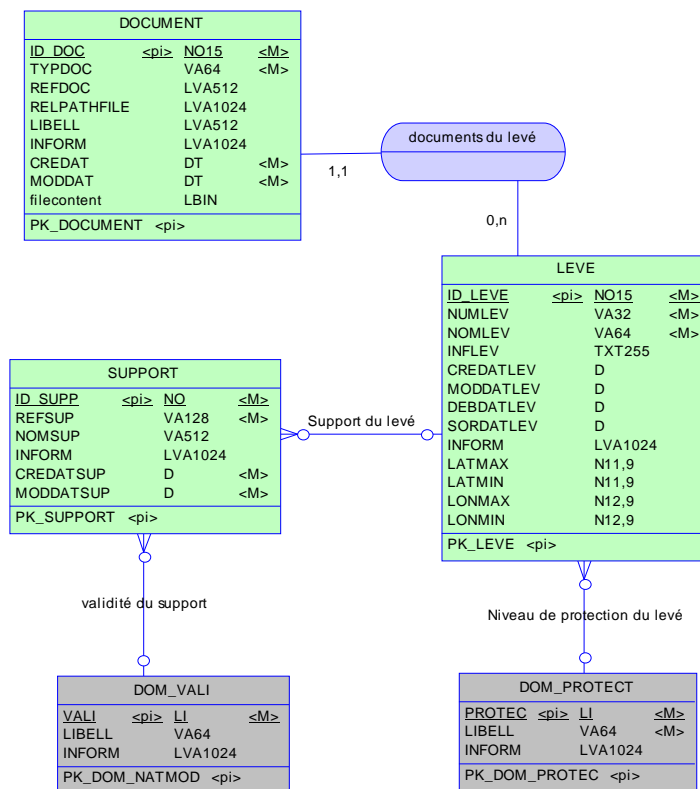 DOCUMENT
ID_DOC <pi> NO15 <M>
TYPDOC VA64 <M>
REFDOC LVA512
RELPATHFILE LVA1024
LIBELL LVA512
INFORM LVA1024
CREDAT DT <M>
MODDAT DT <M>
filecontent LBIN
PK_DOCUMENT <pi>
documents du levé
1,1
0,n
LEVE
ID_LEVE <pi> NO15 <M>
NUMLEV VA32 <M>
NOMLEV VA64 <M>
INFLEV TXT255
CREDATLEV D
MODDATLEV D
DEBDATLEV D
SORDATLEV D
INFORM LVA1024
LATMAX N11,9
LATMIN N11,9
LONMAX N12,9
LONMIN N12,9
PK_LEVE <pi>
SUPPORT
ID_SUPP <pi> NO <M>
REFSUP VA128 <M>
NOMSUP VA512
INFORM LVA1024
CREDATSUP D <M>
MODDATSUP D <M>
PK_SUPPORT <pi>
Support du levé
validité du support
Niveau de protection du levé
DOM_VALI
VALI <pi> LI <M>
LIBELL VA64
INFORM LVA1024
PK_DOM_NATMOD <pi>
DOM_PROTECT
PROTEC <pi> LI <M>
LIBELL VA64 <M>
INFORM LVA1024
PK_DOM_PROTEC <pi>